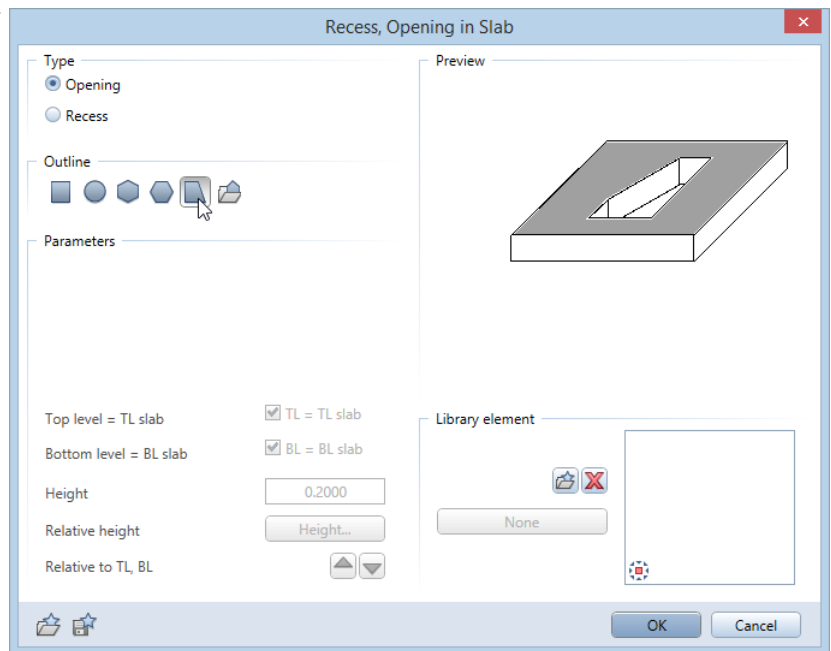 Recess, Opening in Slab
Type
Opening
Recess
Outline
Parameters
Top level = TL slab
TL = TL slab
Bottom level = BL slab
BL = BL slab
Height
0.2000
Relative height
Height...
Relative to TL, BL
Preview
Library element
None
OK
Cancel